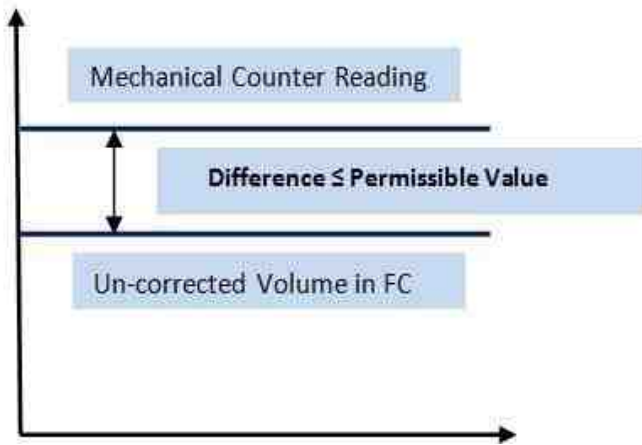 Mechanical Counter Reading
Difference ≤ Permissible Value
Un-corrected Volume in FC